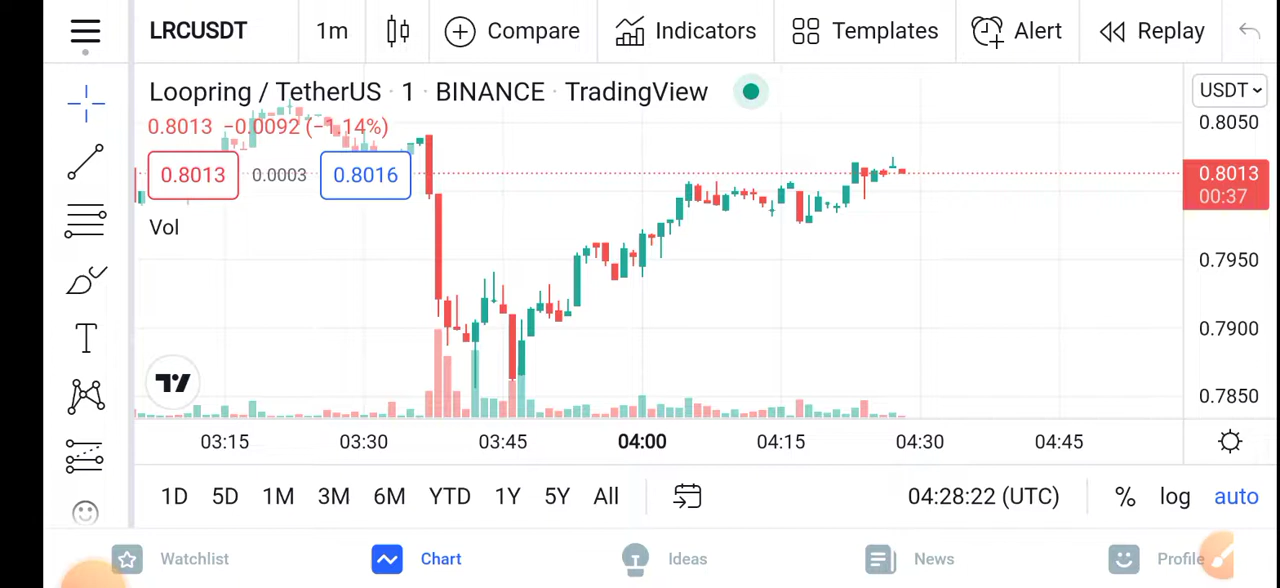 LRCUSDT 1m Compare Indicators Templates Alert Replay
Loopring / TetherUS · 1 · BINANCE · TradingView
USDT
0.8013 −0.0092 (−1.14%)
0.8050
0.8013 0.0003 0.8016
0.8013
00:37
Vol
0.7950
0.7900
0.7850
03:15 03:30 03:45 04:00 04:15 04:30 04:45
1D 5D 1M 3M 6M YTD 1Y 5Y All 04:28:22 (UTC) % log auto
Watchlist Chart Ideas News Profile